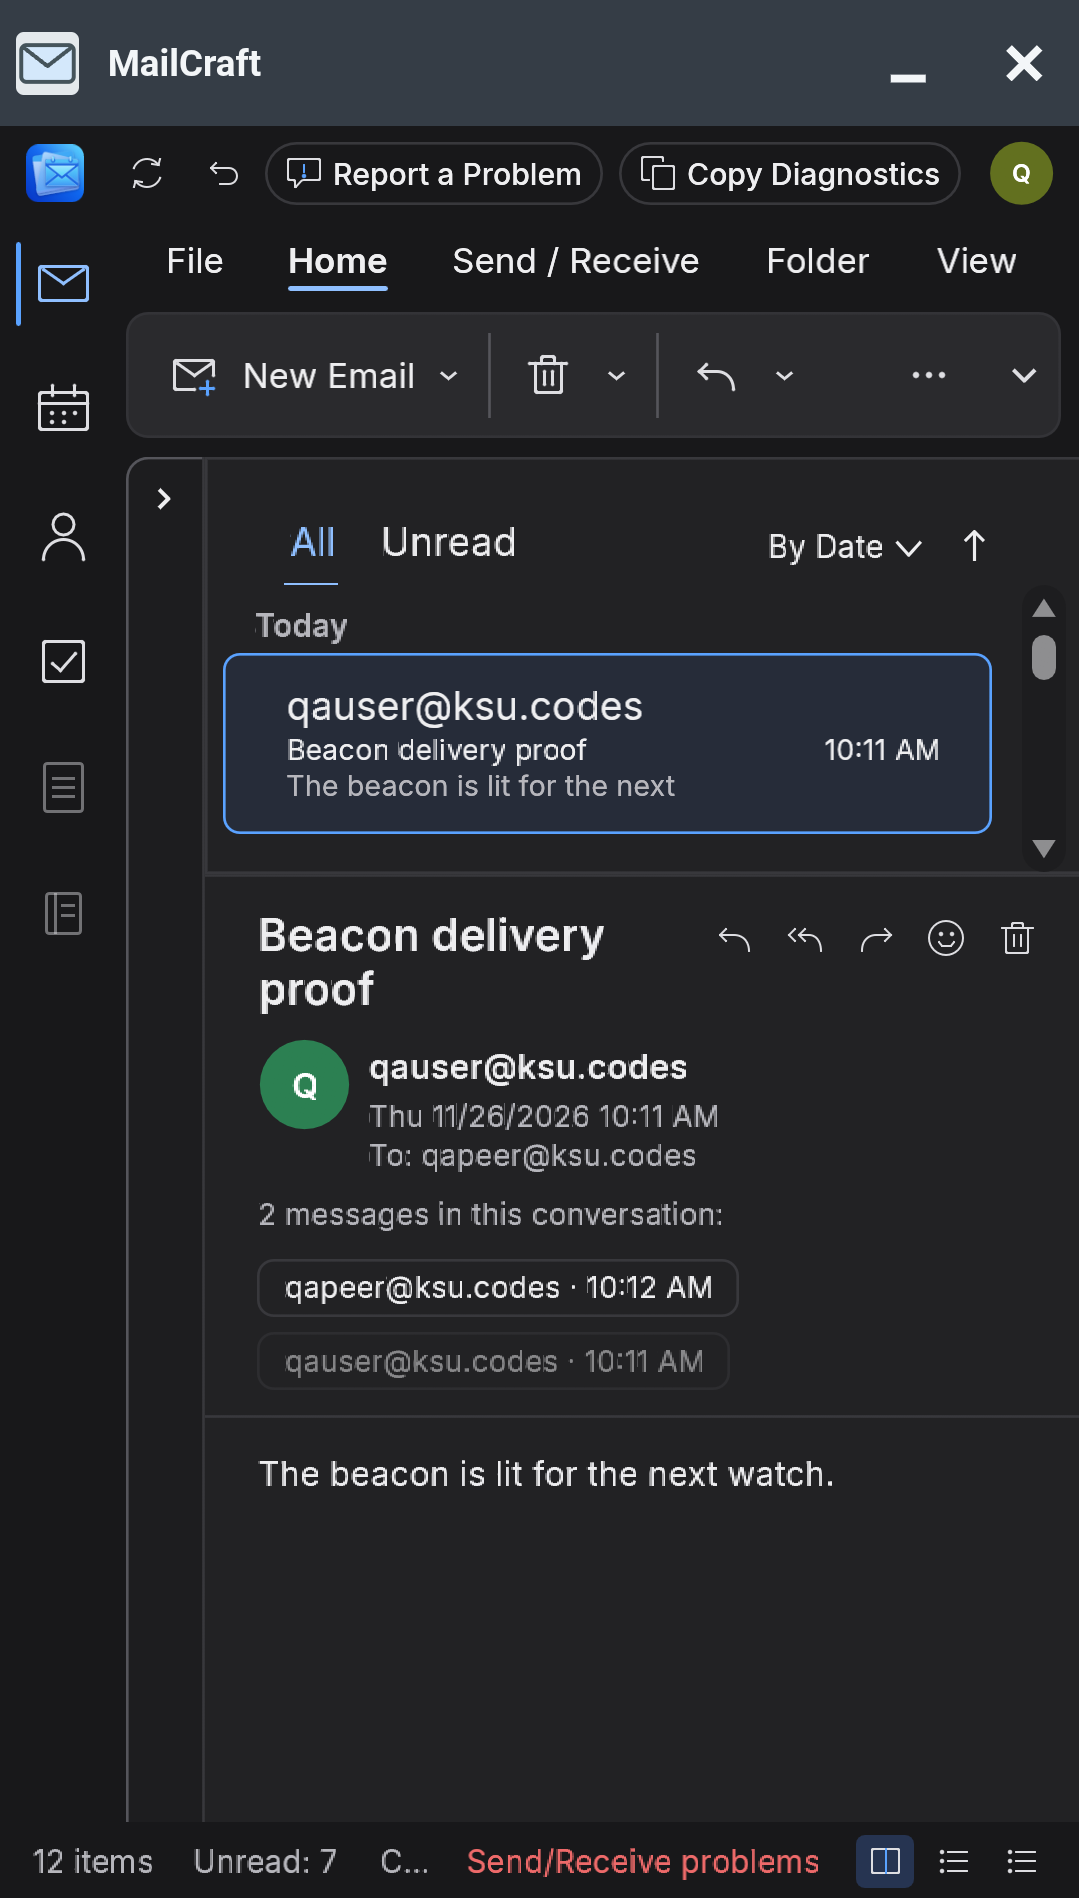 MailCraft
Report a Problem
Copy Diagnostics
Q
File
Home
Send / Receive
Folder
View
New Email
All
Unread
By Date
Today
qauser@ksu.codes
Beacon delivery proof
10:11 AM
The beacon is lit for the next
Beacon delivery
proof
Q
qauser@ksu.codes
Thu 11/26/2026 10:11 AM
To: qapeer@ksu.codes
2 messages in this conversation:
qapeer@ksu.codes · 10:12 AM
qauser@ksu.codes · 10:11 AM
The beacon is lit for the next watch.
12 items
Unread: 7
C...
Send/Receive problems